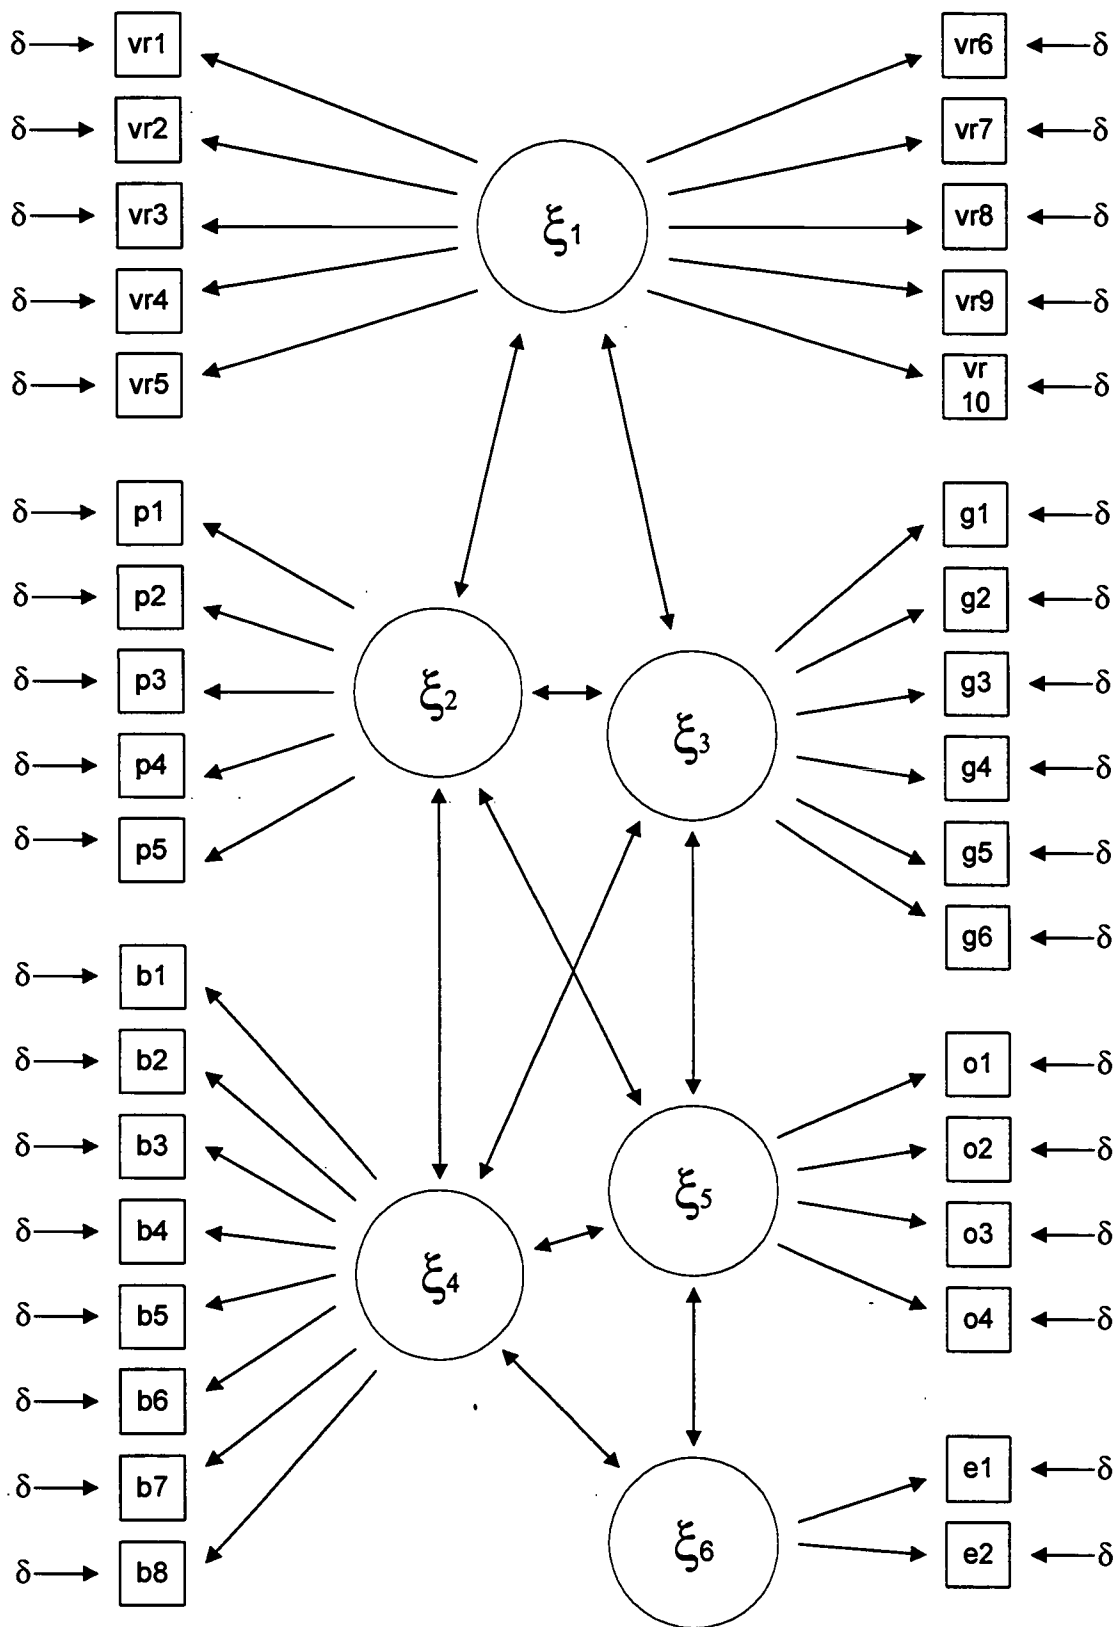 δ vr1 vr6 δ
δ vr2 vr7 δ
δ vr3 ξ1 vr8 δ
δ vr4 vr9 δ
δ vr5 vr
10 δ
δ p1 g1 δ
δ p2 g2 δ
δ p3 ξ2 g3 δ
ξ3
δ p4 g4 δ
δ p5 g5 δ
g6 δ
δ b1
δ b2 o1 δ
δ b3 o2 δ
ξ5
δ b4 o3 δ
ξ4
δ b5 o4 δ
δ b6
δ b7 e1 δ
ξ6 e2 δ
δ b8